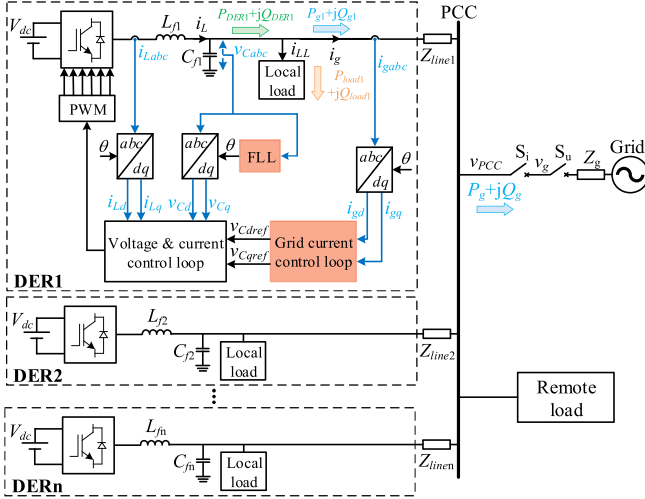 V_dc
L_f1
i_L
P_DER1+jQ_DER1
P_g1+jQ_g1
PCC
i_Labc
C_f1
v_Cabc
i_LL
i_g
i_gabc
Z_line1
Local
load
P_load1
+jQ_load1
PWM
θ
abc
dq
abc
dq
θ
FLL
abc
dq
θ
Grid
v_PCC
S_i
v_g
S_u
Z_g
P_g+jQ_g
i_Ld
i_Lq
v_Cd
v_Cq
i_gd
i_gq
Voltage & current
control loop
v_Cdref
v_Cqref
Grid current
control loop
DER1
V_dc
L_f2
C_f2
Local
load
Z_line2
DER2
Remote
load
V_dc
L_fn
C_fn
Local
load
Z_linen
DERn